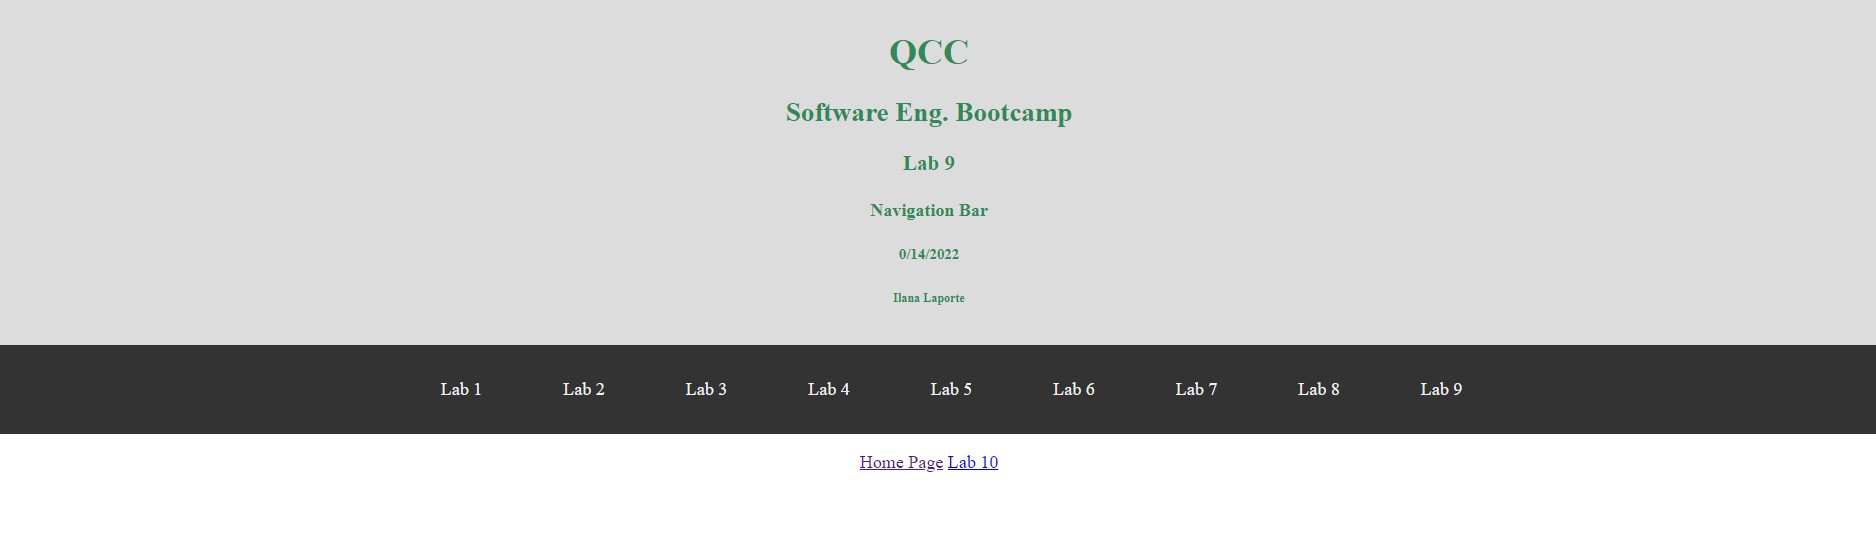 QCC
Software Eng. Bootcamp
Lab 9
Navigation Bar
0/14/2022
Ilana Laporte
Lab 1 Lab 2 Lab 3 Lab 4 Lab 5 Lab 6 Lab 7 Lab 8 Lab 9
Home Page Lab 10